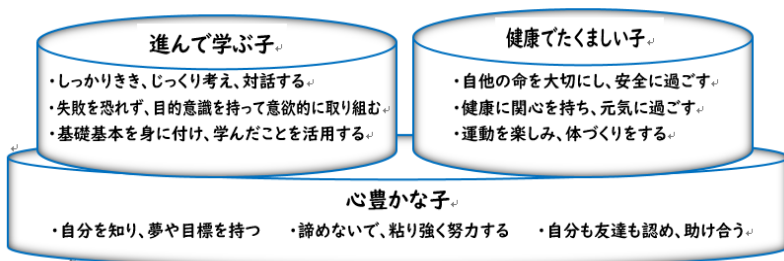 進んで学ぶ子
・しっかりきき、じっくり考え、対話する
・失敗を恐れず、目的意識を持って意欲的に取り組む
・基礎基本を身に付け、学んだことを活用する
健康でたくましい子
・自他の命を大切にし、安全に過ごす
・健康に関心を持ち、元気に過ごす
・運動を楽しみ、体づくりをする
心豊かな子
・自分を知り、夢や目標を持つ ・諦めないで、粘り強く努力する ・自分も友達も認め、助け合う